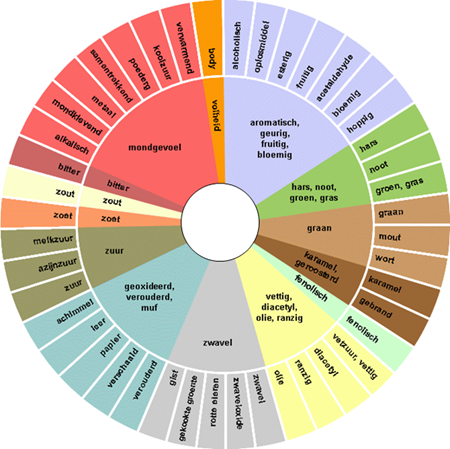 alcoholisch
oplosmiddel
esterig
fruitig
acetaldehyde
bloemig
hoppig
aromatisch,
geurig,
fruitig,
bloemig
hars
noot
groen, gras
hars, noot,
groen, gras
graan
mout
wort
graan
karamel
gebrand
karamel,
geroosterd
fenolisch
fenolisch
vetzuur, vettig
diacetyl
ranzig
olie
vettig,
diacetyl,
olie, ranzig
zwavel
zwaveloxide
rotte eieren
gekookte groente
gist
zwavel
verouderd
verschaald
papier
leer
schimmel
geoxideerd,
verouderd,
muf
zuur
azijnzuur
melkzuur
zuur
zoet
zoet
zout
zout
bitter
bitter
alkalisch
mondklevend
metaal
samentrekkend
poederg
koolzuur
verwarmend
mondgevoel
body
volheid